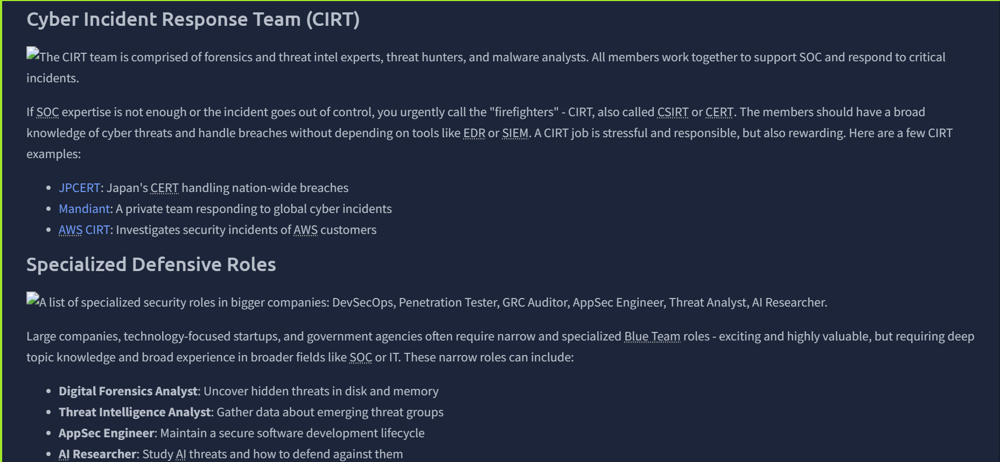 Cyber Incident Response Team (CIRT)
The CIRT team is comprised of forensics and threat intel experts, threat hunters, and malware analysts. All members work together to support SOC and respond to critical
incidents.
If SOC expertise is not enough or the incident goes out of control, you urgently call the "firefighters" - CIRT, also called CSIRT or CERT. The members should have a broad
knowledge of cyber threats and handle breaches without depending on tools like EDR or SIEM. A CIRT job is stressful and responsible, but also rewarding. Here are a few CIRT
examples:
• JPCERT: Japan's CERT handling nation-wide breaches
• Mandiant: A private team responding to global cyber incidents
• AWS CIRT: Investigates security incidents of AWS customers
Specialized Defensive Roles
A list of specialized security roles in bigger companies: DevSecOps, Penetration Tester, GRC Auditor, AppSec Engineer, Threat Analyst, AI Researcher.
Large companies, technology-focused startups, and government agencies often require narrow and specialized Blue Team roles - exciting and highly valuable, but requiring deep
topic knowledge and broad experience in broader fields like SOC or IT. These narrow roles can include:
• Digital Forensics Analyst: Uncover hidden threats in disk and memory
• Threat Intelligence Analyst: Gather data about emerging threat groups
• AppSec Engineer: Maintain a secure software development lifecycle
• AI Researcher: Study AI threats and how to defend against them